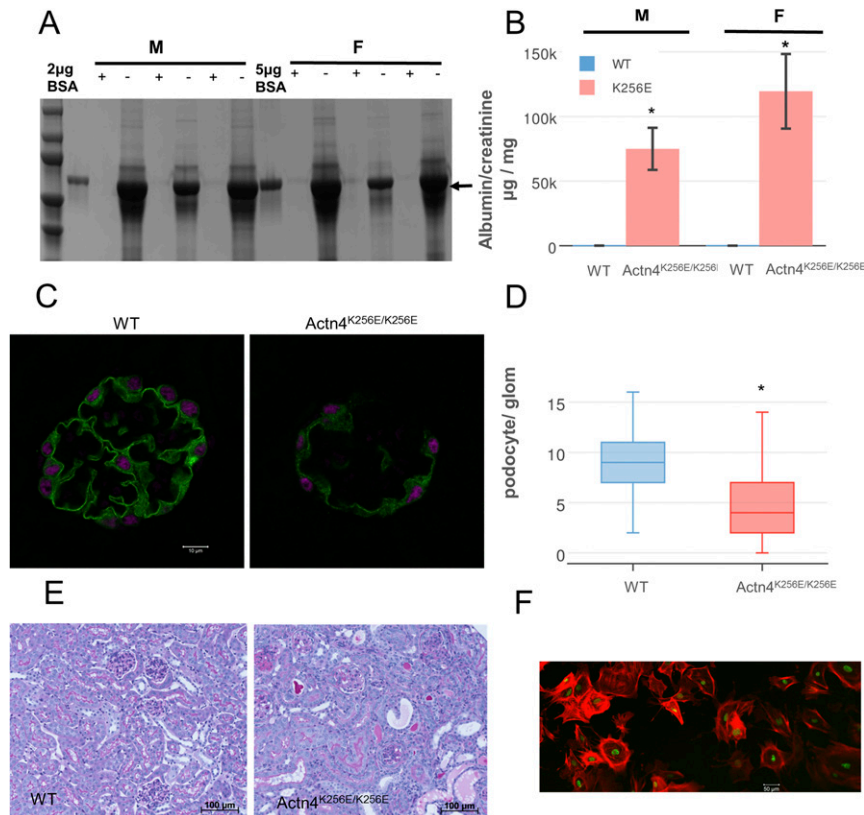 A
M
F
2µg
BSA
+ - + - + -
5µg
BSA
+ - + - + -
B
M
F
Albumin/creatinine
µg / mg
150k
100k
50k
0
WT
K256E
*
*
WT
Actn4K256E/K256E
WT
Actn4K256E/K256E
C
WT
Actn4K256E/K256E
10 µm
D
podocyte/ glom
15
10
5
0
*
WT
Actn4K256E/K256E
E
WT
100 µm
Actn4K256E/K256E
100 µm
F
50 µm